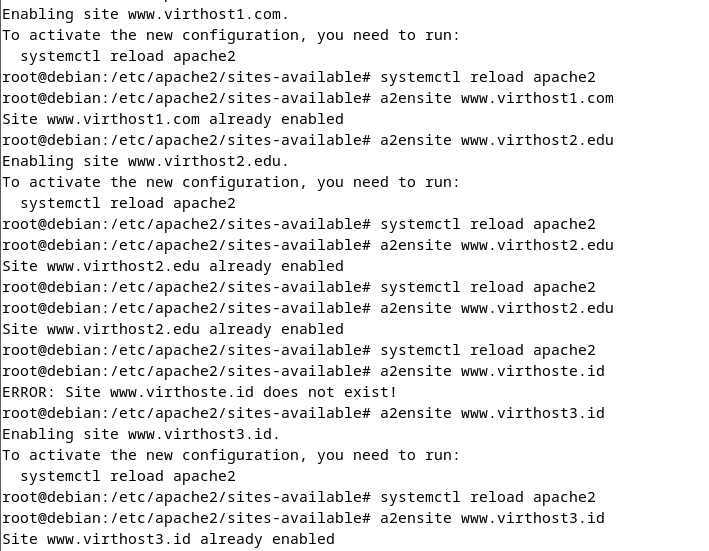 Enabling site www.virthost1.com.
To activate the new configuration, you need to run:
  systemctl reload apache2
root@debian:/etc/apache2/sites-available# systemctl reload apache2
root@debian:/etc/apache2/sites-available# a2ensite www.virthost1.com
Site www.virthost1.com already enabled
root@debian:/etc/apache2/sites-available# a2ensite www.virthost2.edu
Enabling site www.virthost2.edu.
To activate the new configuration, you need to run:
  systemctl reload apache2
root@debian:/etc/apache2/sites-available# systemctl reload apache2
root@debian:/etc/apache2/sites-available# a2ensite www.virthost2.edu
Site www.virthost2.edu already enabled
root@debian:/etc/apache2/sites-available# systemctl reload apache2
root@debian:/etc/apache2/sites-available# a2ensite www.virthost2.edu
Site www.virthost2.edu already enabled
root@debian:/etc/apache2/sites-available# systemctl reload apache2
root@debian:/etc/apache2/sites-available# a2ensite www.virthoste.id
ERROR: Site www.virthoste.id does not exist!
root@debian:/etc/apache2/sites-available# a2ensite www.virthost3.id
Enabling site www.virthost3.id.
To activate the new configuration, you need to run:
  systemctl reload apache2
root@debian:/etc/apache2/sites-available# systemctl reload apache2
root@debian:/etc/apache2/sites-available# a2ensite www.virthost3.id
Site www.virthost3.id already enabled